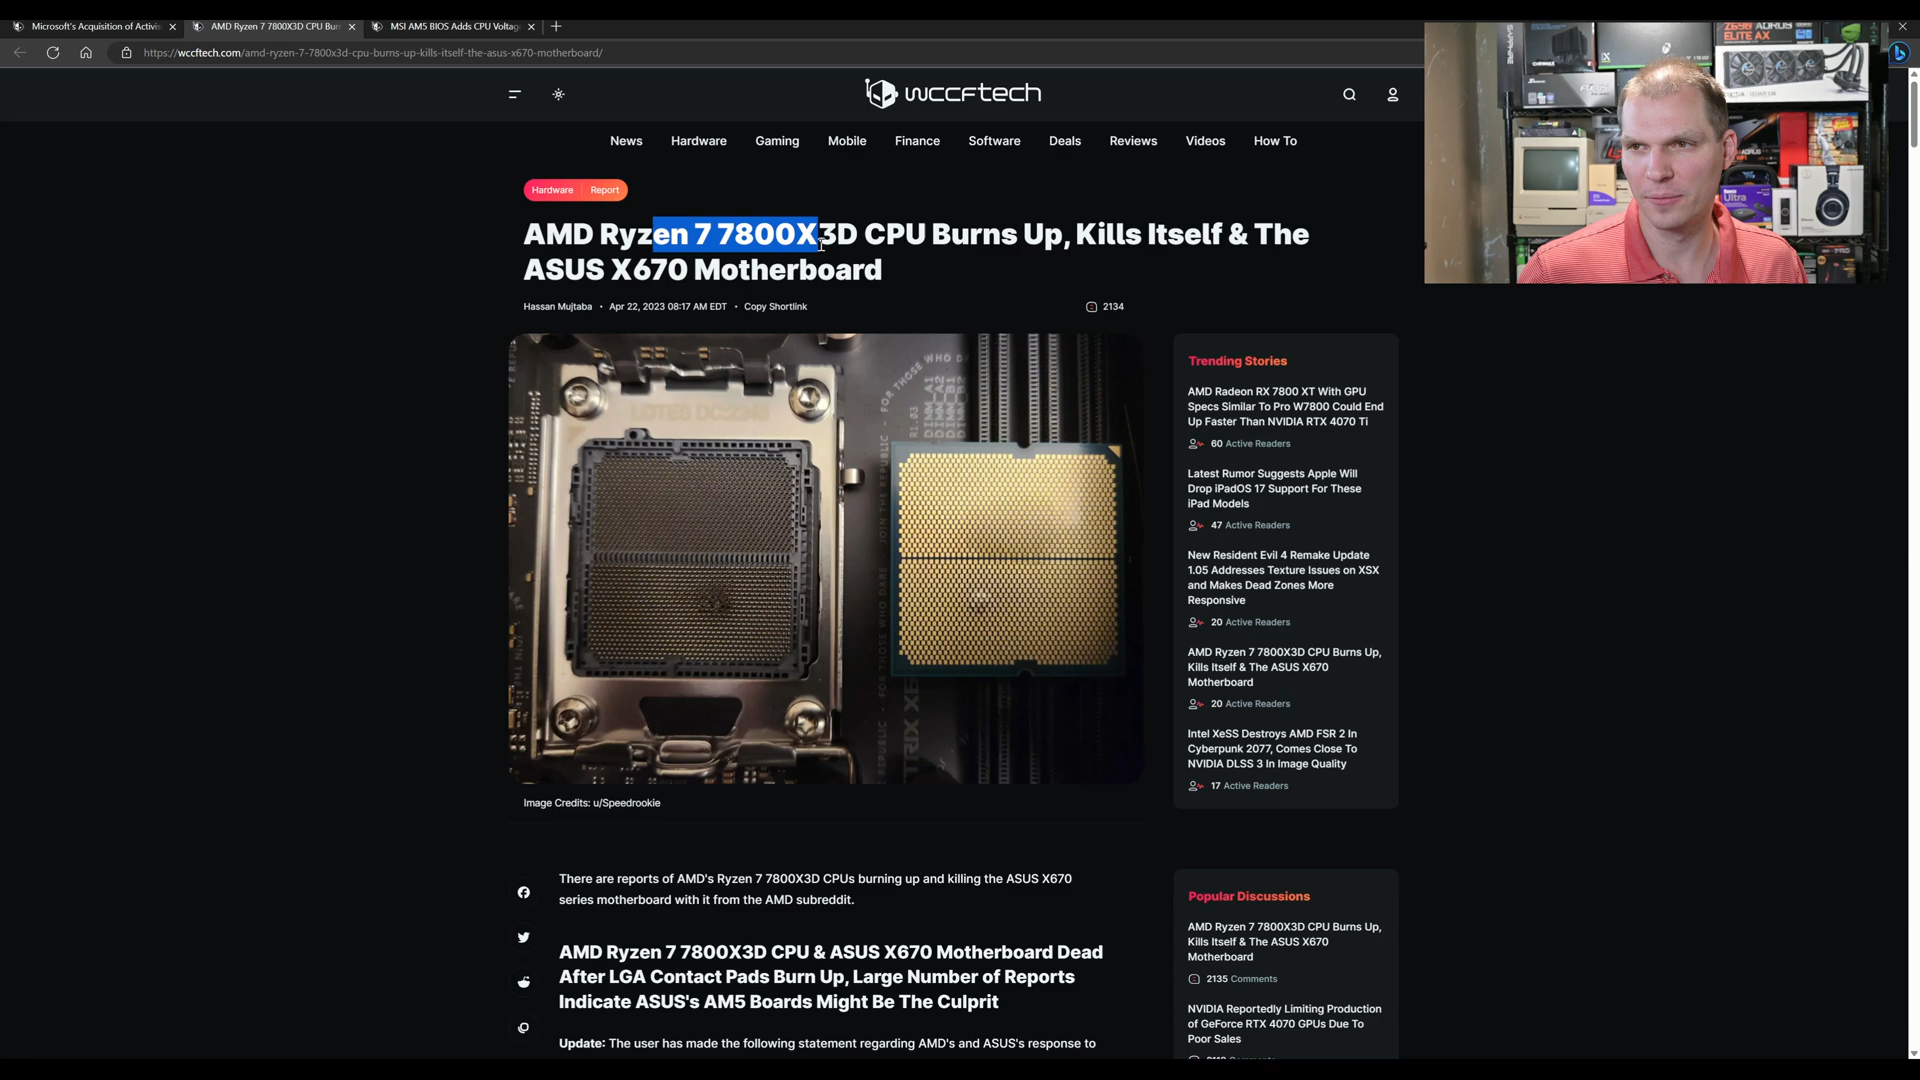 Microsoft's Acquisition of Activis
AMD Ryzen 7 7800X3D CPU Burn
MSI AM5 BIOS Adds CPU Voltage
https://wccftech.com/amd-ryzen-7-7800x3d-cpu-burns-up-kills-itself-the-asus-x670-motherboard/
wccftech
News Hardware Gaming Mobile Finance Software Deals Reviews Videos How To
Hardware Report
AMD Ryzen 7 7800X3D CPU Burns Up, Kills Itself & The
ASUS X670 Motherboard
Hassan Mujtaba • Apr 22, 2023 08:17 AM EDT • Copy Shortlink
2134
LOTES
R1.03
DIMM_A1
DIMM_A2
DIMM_B1
Image Credits: u/Speedrookie
There are reports of AMD's Ryzen 7 7800X3D CPUs burning up and killing the ASUS X670
series motherboard with it from the AMD subreddit.
AMD Ryzen 7 7800X3D CPU & ASUS X670 Motherboard Dead
After LGA Contact Pads Burn Up, Large Number of Reports
Indicate ASUS's AM5 Boards Might Be The Culprit
Update: The user has made the following statement regarding AMD's and ASUS's response to
Trending Stories
AMD Radeon RX 7800 XT With GPU
Specs Similar To Pro W7800 Could End
Up Faster Than NVIDIA RTX 4070 Ti
60 Active Readers
Latest Rumor Suggests Apple Will
Drop iPadOS 17 Support For These
iPad Models
47 Active Readers
New Resident Evil 4 Remake Update
1.05 Addresses Texture Issues on XSX
and Makes Dead Zones More
Responsive
20 Active Readers
AMD Ryzen 7 7800X3D CPU Burns Up,
Kills Itself & The ASUS X670
Motherboard
20 Active Readers
Intel XeSS Destroys AMD FSR 2 In
Cyberpunk 2077, Comes Close To
NVIDIA DLSS 3 In Image Quality
17 Active Readers
Popular Discussions
AMD Ryzen 7 7800X3D CPU Burns Up,
Kills Itself & The ASUS X670
Motherboard
2135 Comments
NVIDIA Reportedly Limiting Production
of GeForce RTX 4070 GPUs Due To
Poor Sales
Z690 AORUS
ELITE AX
Ultra